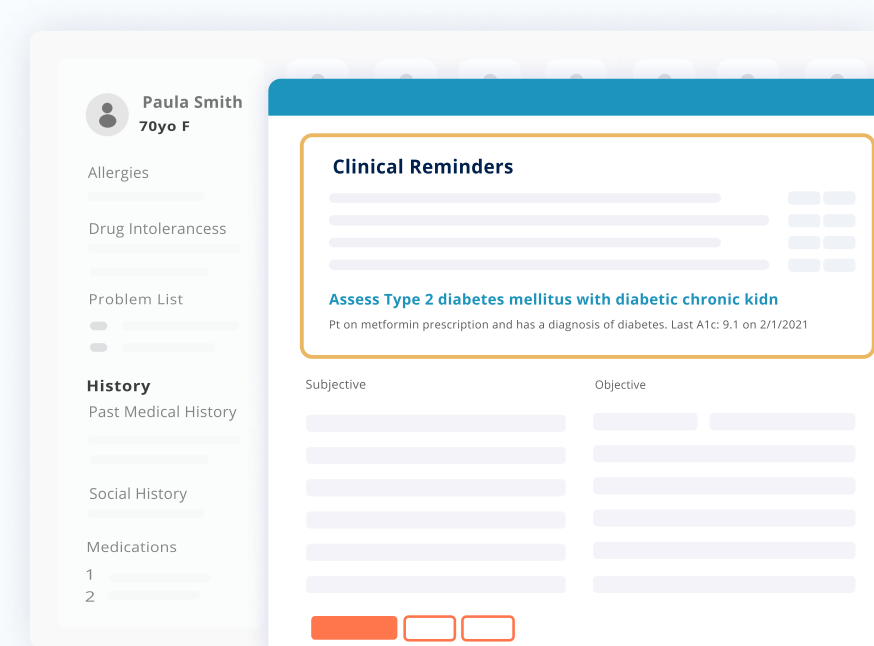 Paula Smith
70yo F
Allergies
Drug Intolerancess
Problem List
History
Past Medical History
Social History
Medications
1
2
Clinical Reminders
Assess Type 2 diabetes mellitus with diabetic chronic kidn
Pt on metformin prescription and has a diagnosis of diabetes. Last A1c: 9.1 on 2/1/2021
Subjective
Objective